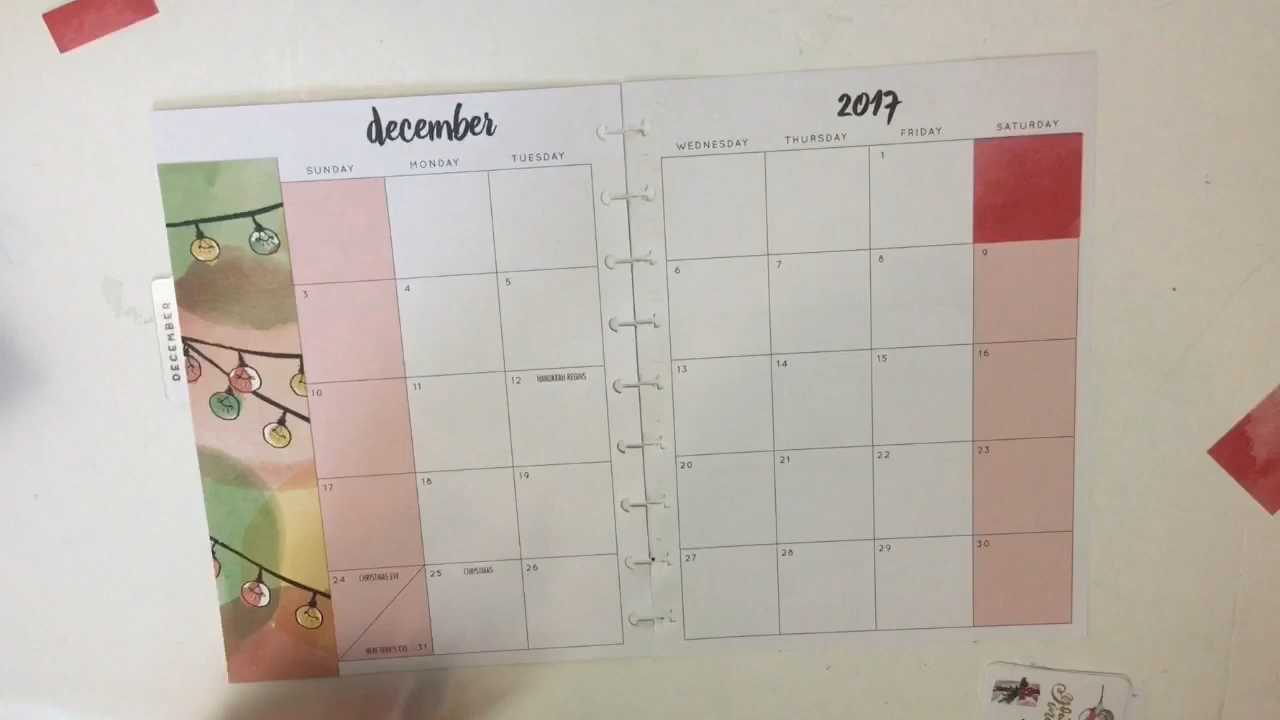 december
2017
SUNDAY MONDAY TUESDAY WEDNESDAY THURSDAY FRIDAY SATURDAY
1
3 4 5 6 7 8 9
10 11 12 HANUKKAH BEGINS 13 14 15 16
17 18 19 20 21 22 23
24 CHRISTMAS EVE 25 CHRISTMAS 26 27 28 29 30
NEW YEAR'S EVE 31
DECEMBER